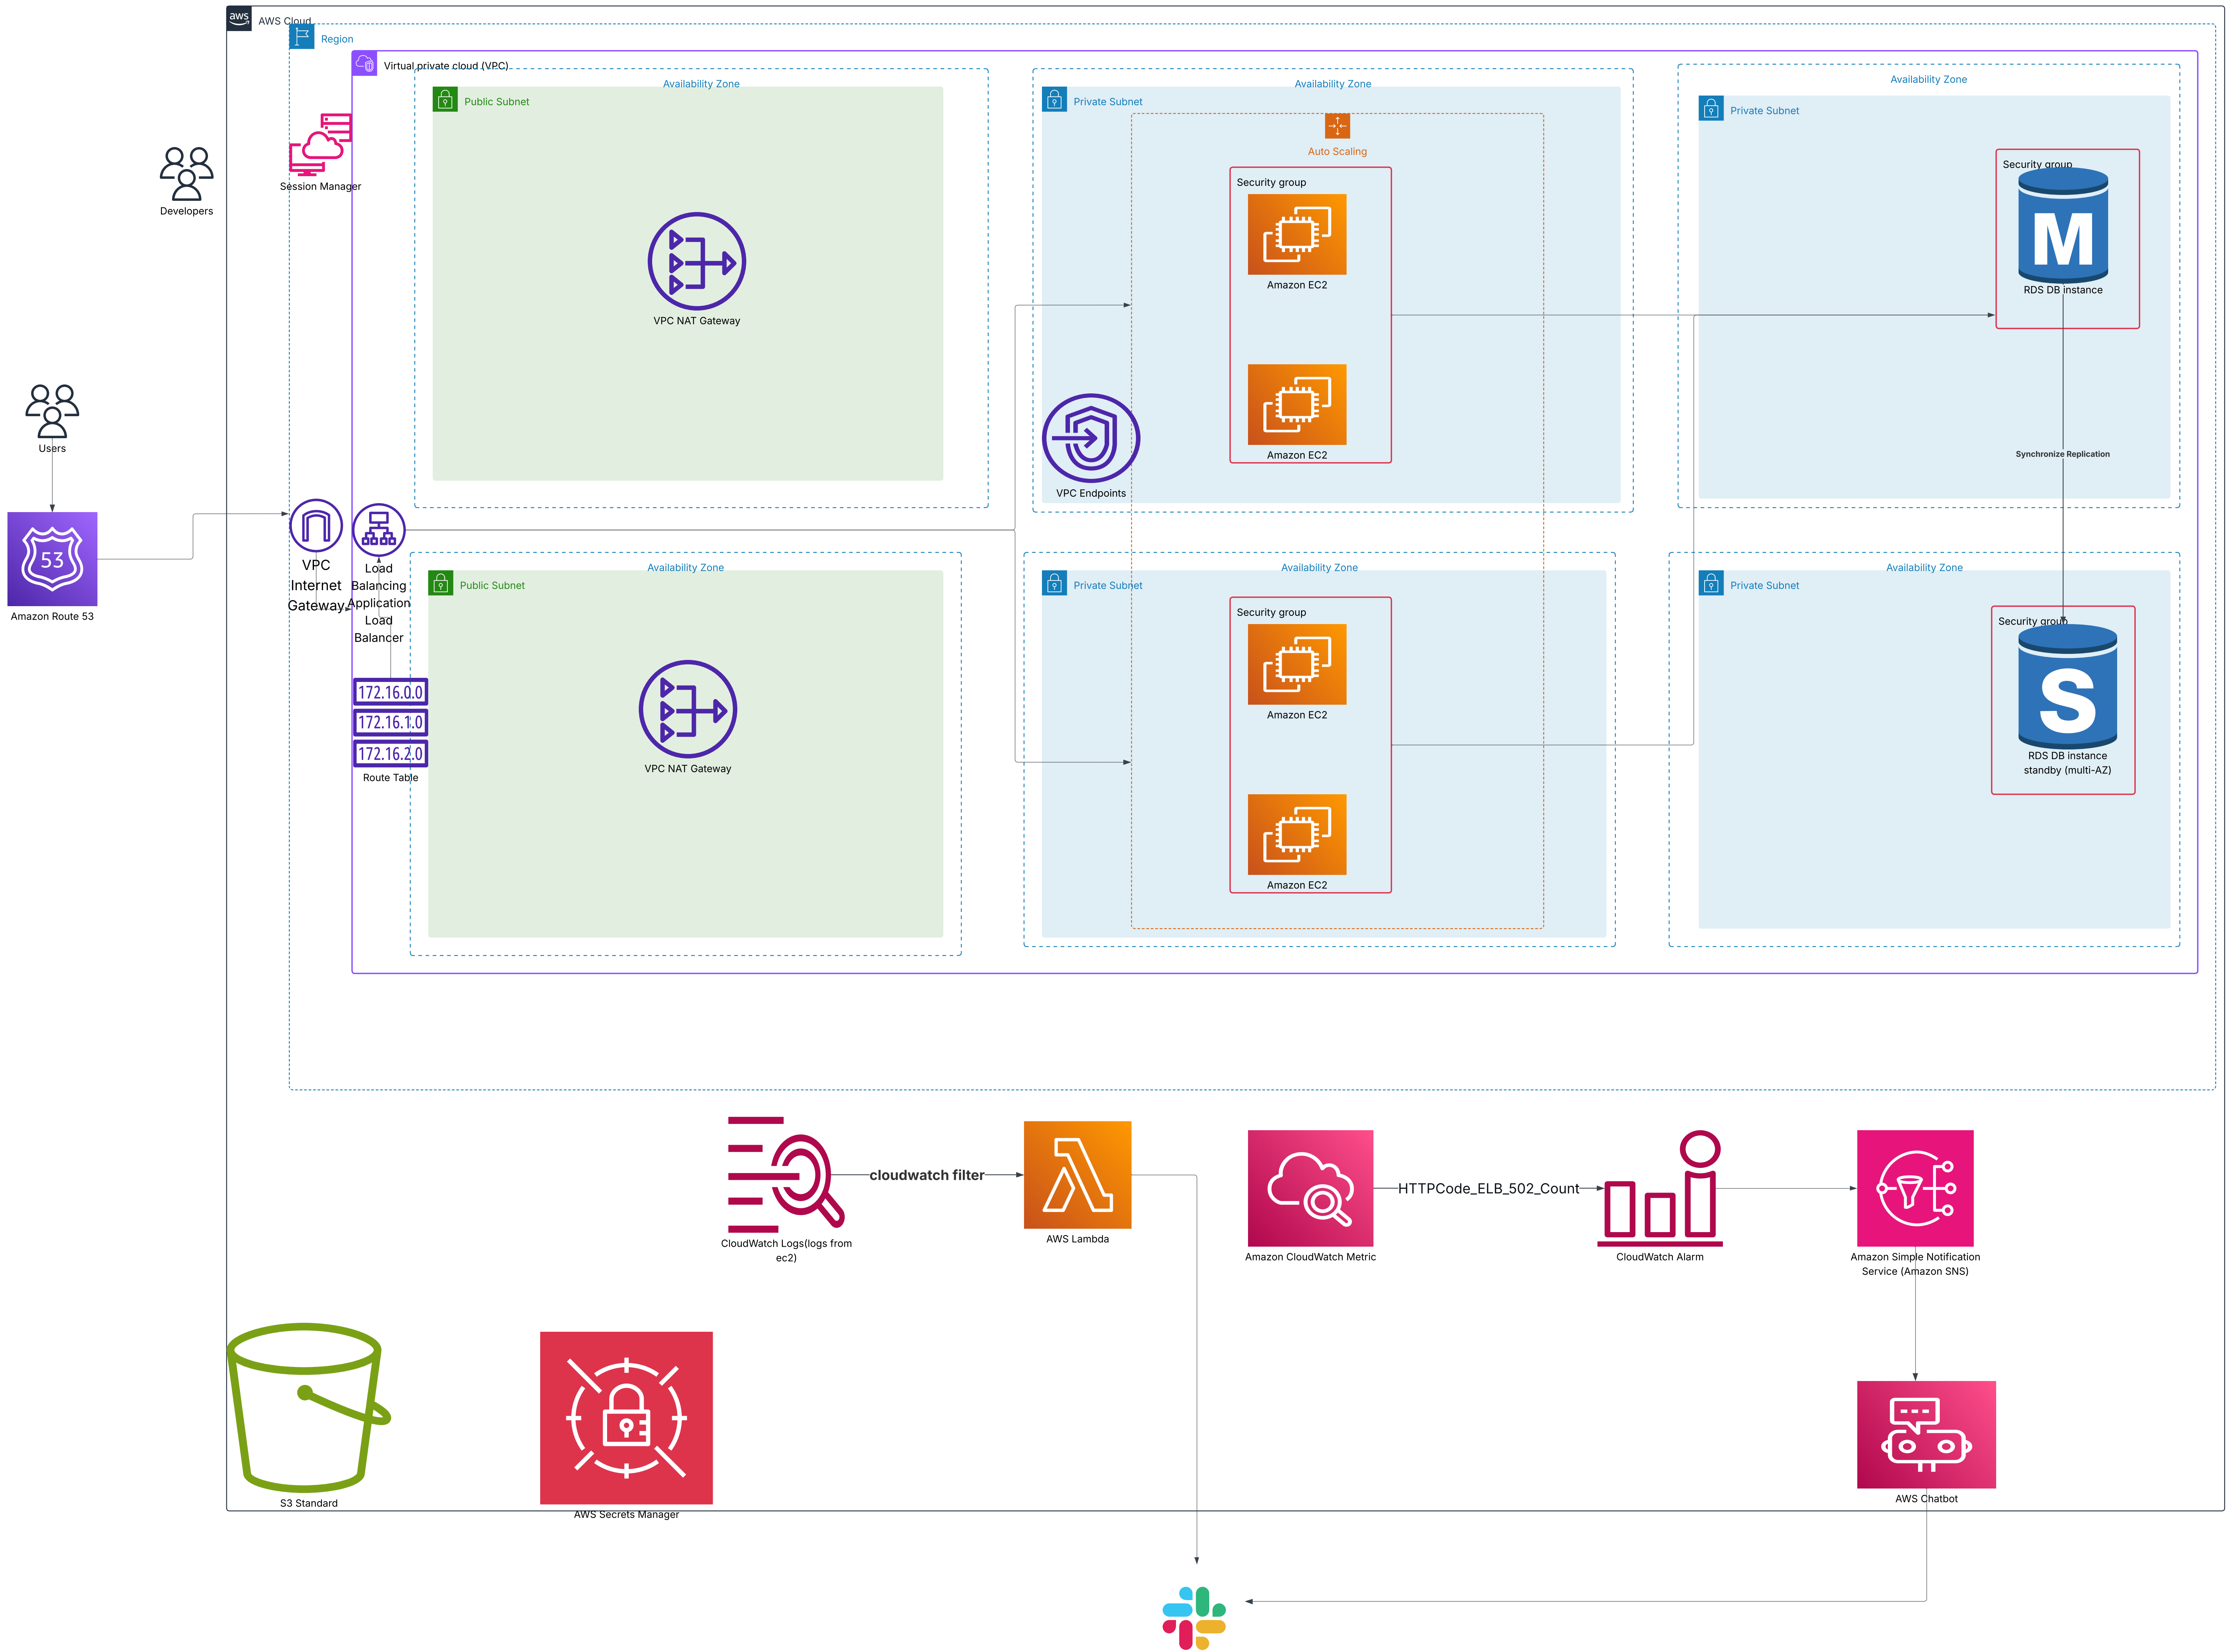 aws
AWS Cloud
Region
Virtual private cloud (VPC)
Availability Zone
Public Subnet
VPC NAT Gateway
Availability Zone
Private Subnet
Auto Scaling
Security group
Amazon EC2
Amazon EC2
VPC Endpoints
Availability Zone
Private Subnet
Security group
M
RDS DB instance
Synchronize Replication
Session Manager
Developers
Users
53
Amazon Route 53
VPC
Internet
Gateway
Load
Balancing
Application
Load
Balancer
172.16.0.0
172.16.1.0
172.16.2.0
Route Table
Availability Zone
Public Subnet
VPC NAT Gateway
Availability Zone
Private Subnet
Security group
Amazon EC2
Amazon EC2
Availability Zone
Private Subnet
Security group
S
RDS DB instance
standby (multi-AZ)
CloudWatch Logs(logs from
ec2)
cloudwatch filter
AWS Lambda
Amazon CloudWatch Metric
HTTPCode_ELB_502_Count
CloudWatch Alarm
Amazon Simple Notification
Service (Amazon SNS)
S3 Standard
AWS Secrets Manager
AWS Chatbot